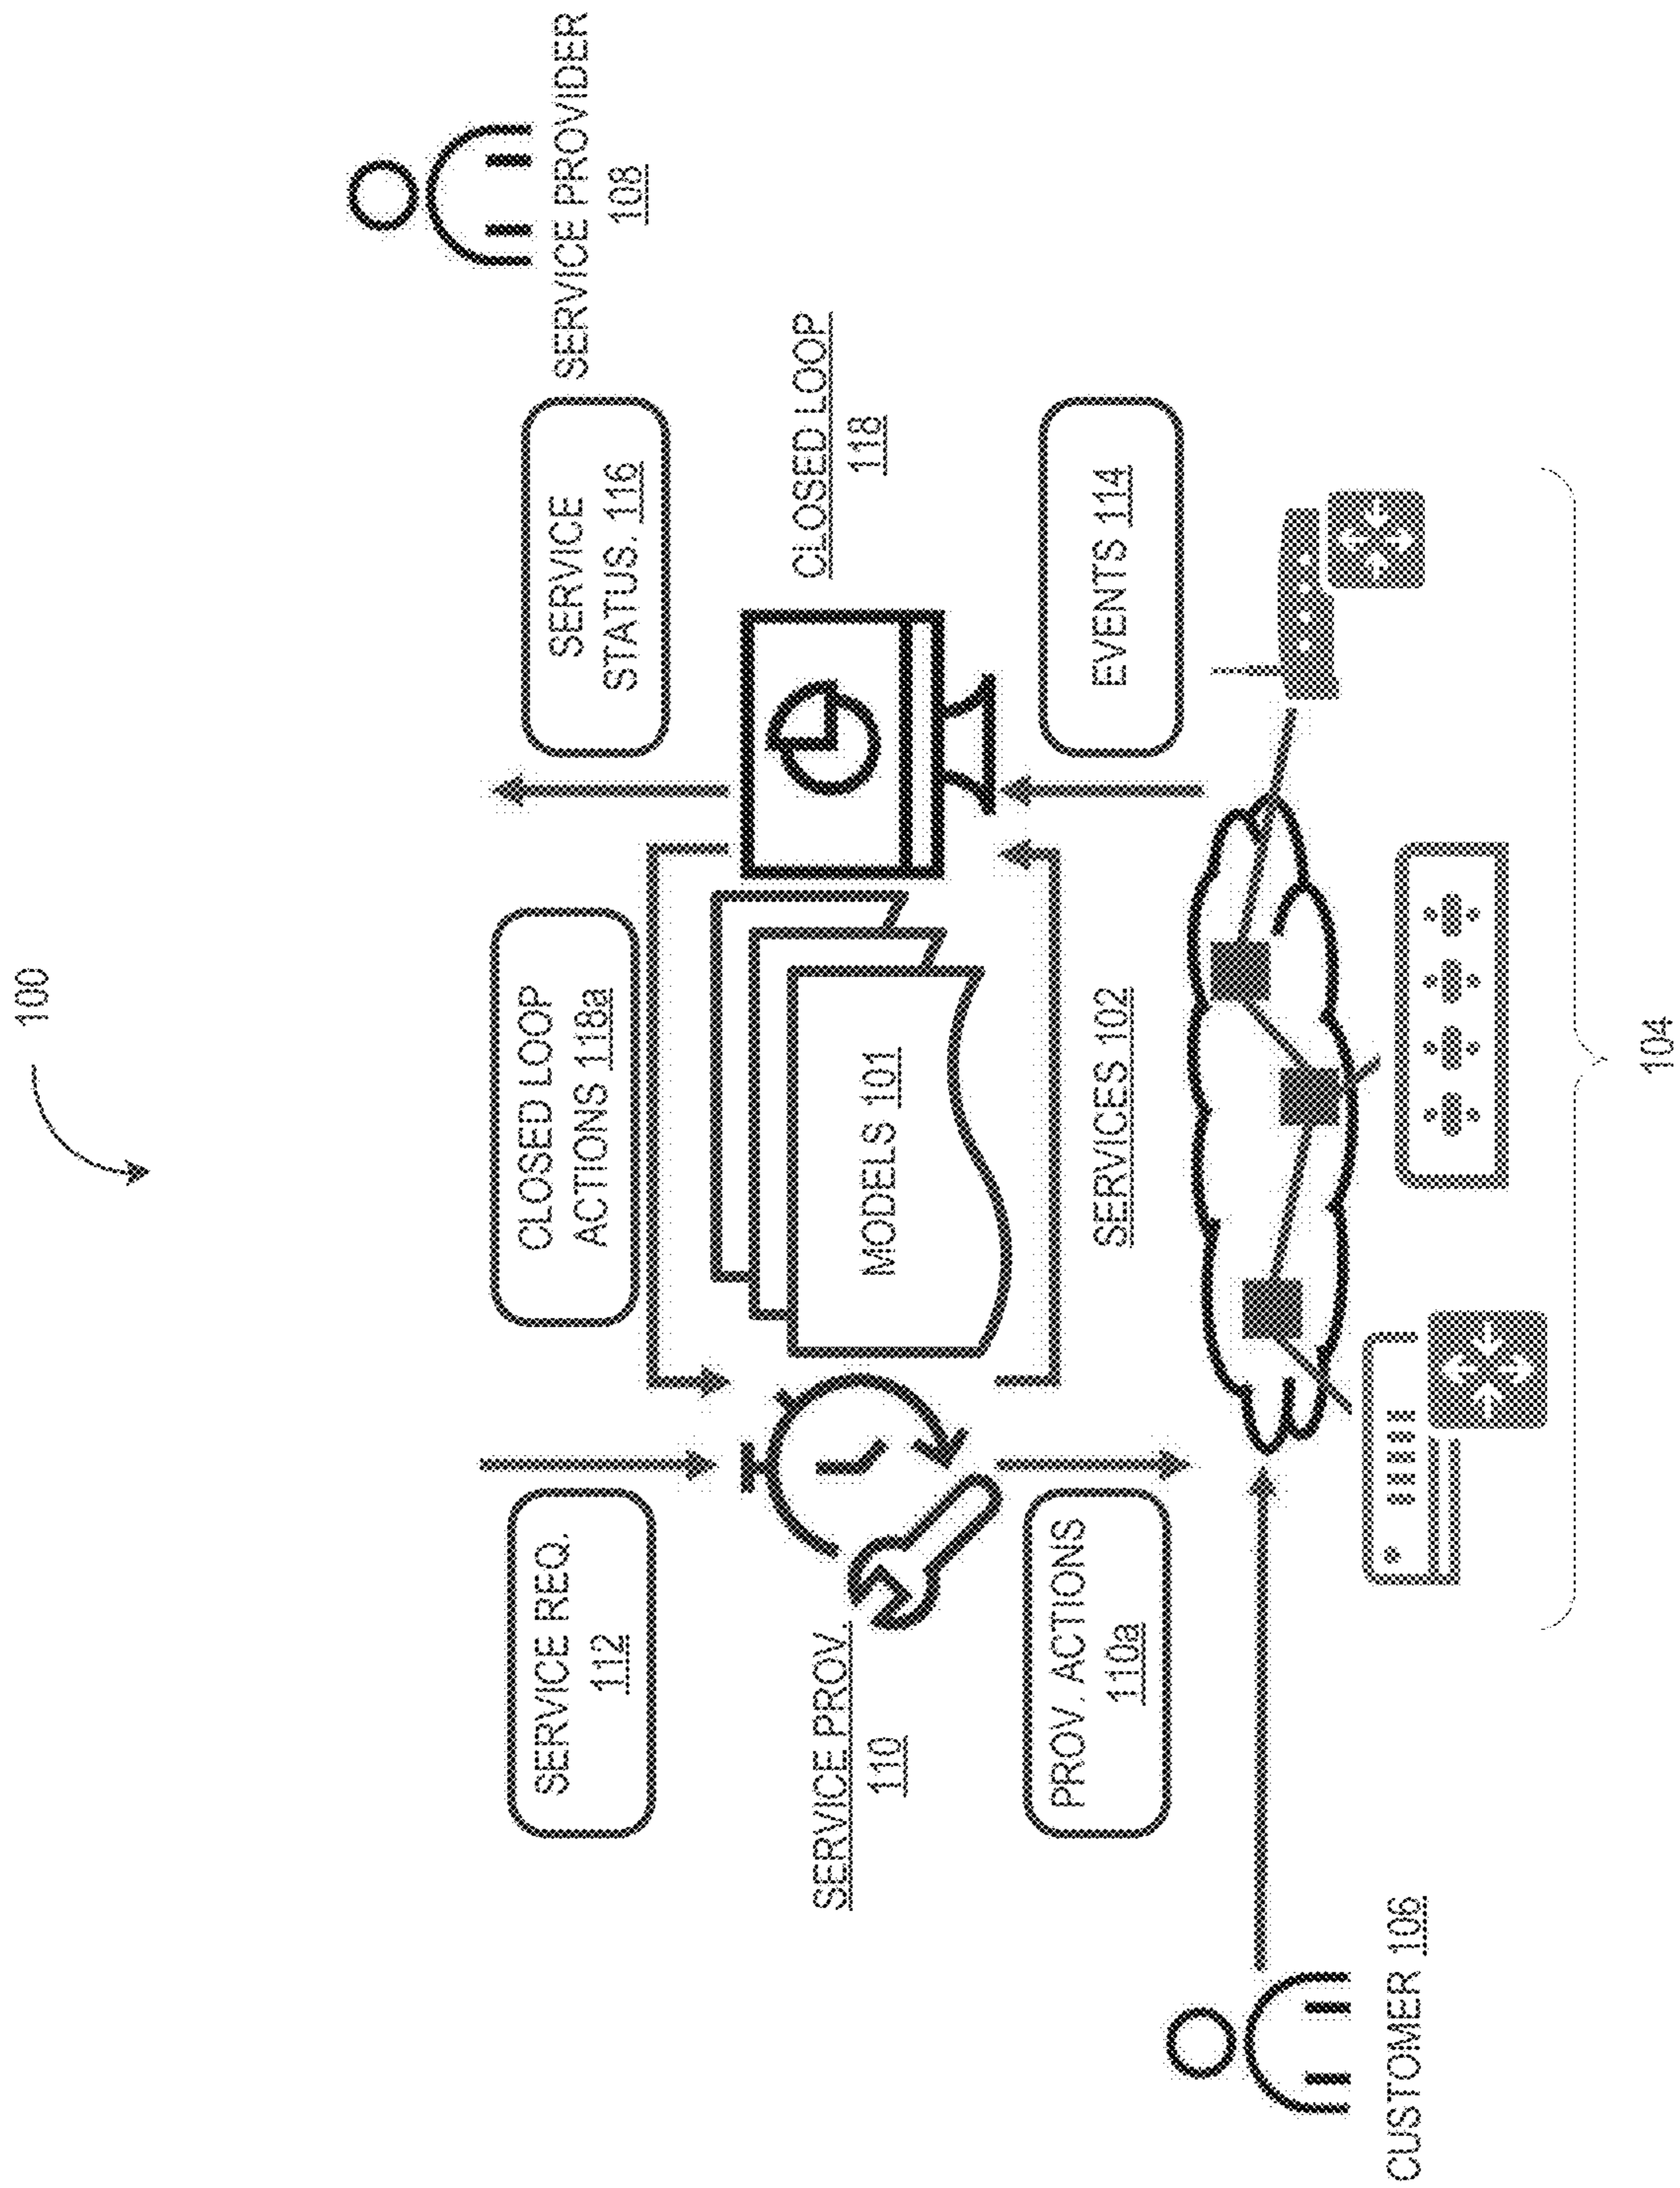 100
SERVICE PROVIDER
108
SERVICE REQ.
112
CLOSED LOOP
ACTIONS 118a
SERVICE
STATUS. 116
SERVICE PROV.
110
MODELS 101
CLOSED LOOP
118
PROV. ACTIONS
110a
SERVICES 102
EVENTS 114
CUSTOMER 106
104